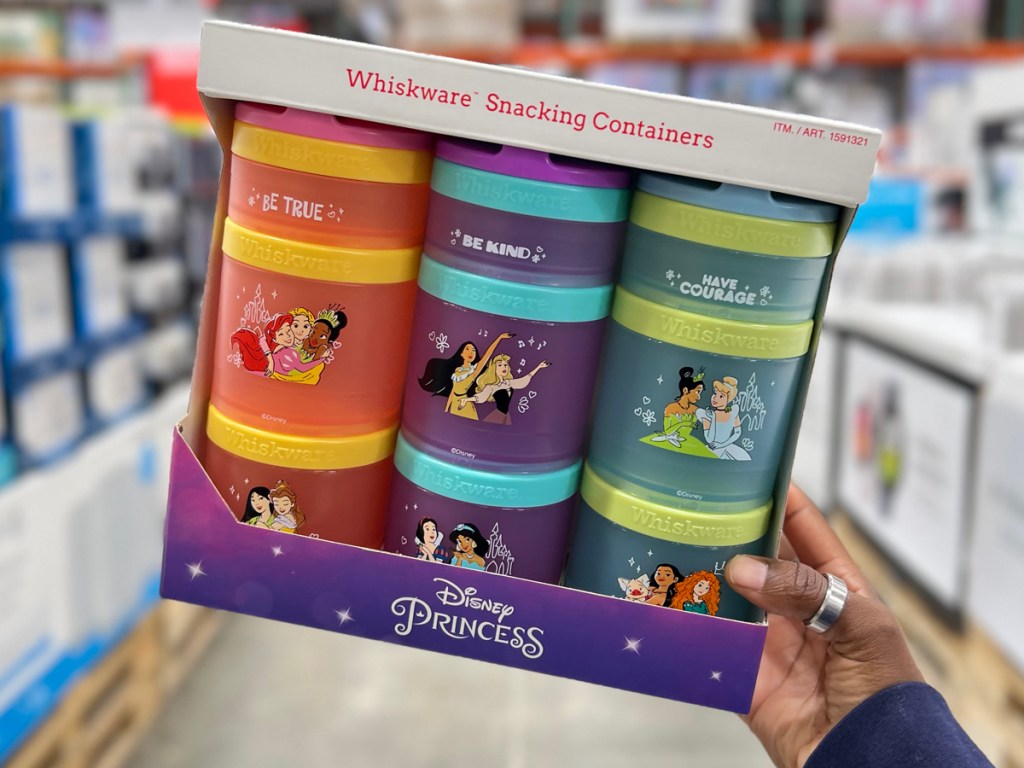 Whiskware™ Snacking Containers
ITM. / ART. 1591321
Whiskware
Whiskware
Whiskware
BE TRUE
BE KIND
HAVE
COURAGE
Whiskware
Whiskware
Whiskware
©Disney
©Disney
©Disney
Whiskware
Whiskware
Whiskware
Disney
PRINCESS